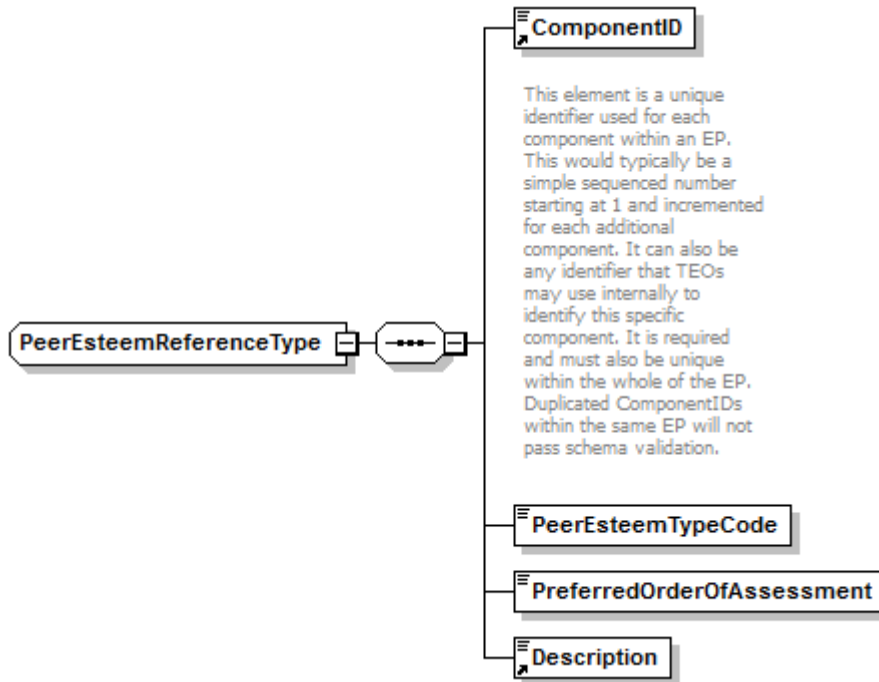 ComponentID
This element is a unique
identifier used for each
component within an EP.
This would typically be a
simple sequenced number
starting at 1 and incremented
for each additional
component. It can also be
any identifier that TEOs
may use internally to
identify this specific
component. It is required
and must also be unique
within the whole of the EP.
Duplicated ComponentIDs
within the same EP will not
pass schema validation.
PeerEsteemReferenceType
PeerEsteemTypeCode
PreferredOrderOfAssessment
Description